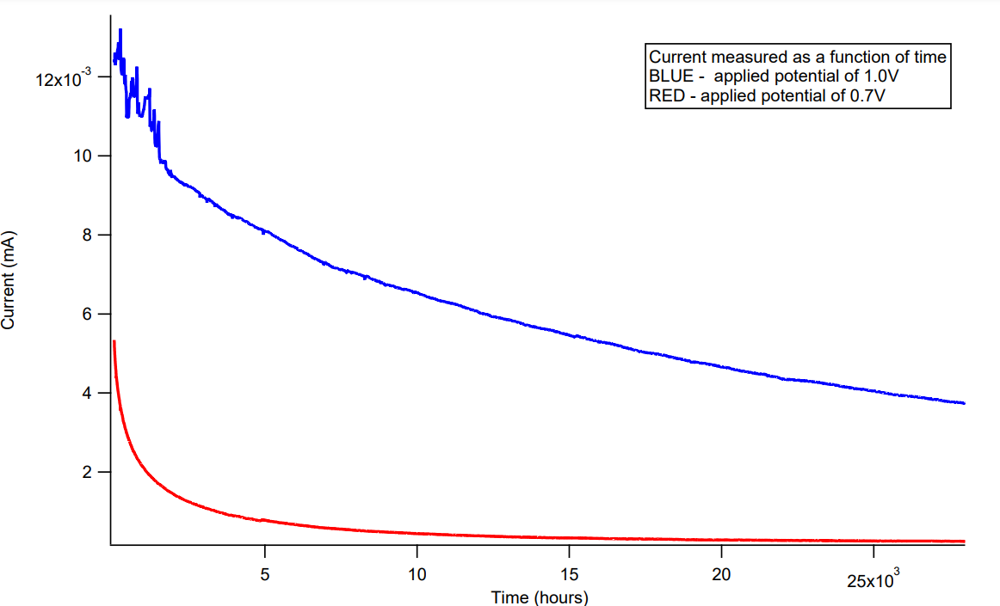 Current measured as a function of time
BLUE -  applied potential of 1.0V
RED - applied potential of 0.7V
12x10⁻³
10
8
6
4
2
Current (mA)
5
10
15
20
25x10³
Time (hours)